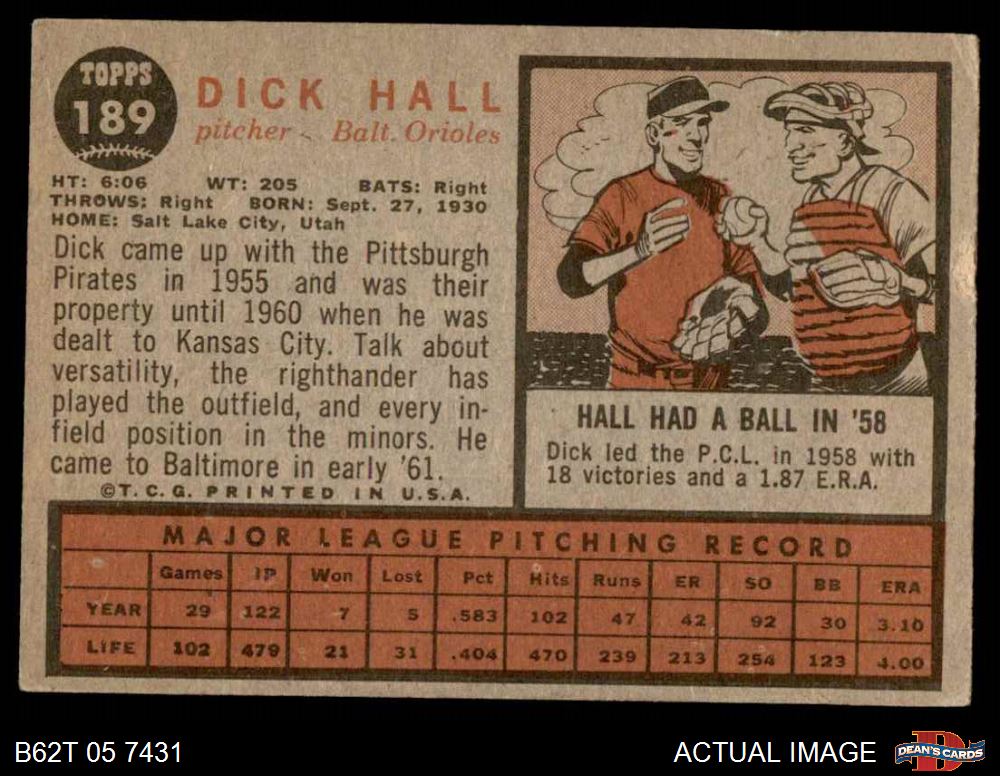 TOPPS
189
DICK HALL
pitcher - Balt. Orioles
HT: 6:06 WT: 205 BATS: Right
THROWS: Right BORN: Sept. 27, 1930
HOME: Salt Lake City, Utah
Dick came up with the Pittsburgh
Pirates in 1955 and was their
property until 1960 when he was
dealt to Kansas City. Talk about
versatility, the righthander has
played the outfield, and every in-
field position in the minors. He
came to Baltimore in early '61.
©T.C.G. PRINTED IN U.S.A.
HALL HAD A BALL IN '58
Dick led the P.C.L. in 1958 with
18 victories and a 1.87 E.R.A.
MAJOR LEAGUE PITCHING RECORD
Games IP Won Lost Pct Hits Runs ER SO BB ERA
YEAR 29 122 7 5 .583 102 47 42 92 30 3.10
LIFE 102 479 21 31 .404 470 239 213 254 123 4.00
B62T 05 7431
ACTUAL IMAGE
DEAN'S CARDS